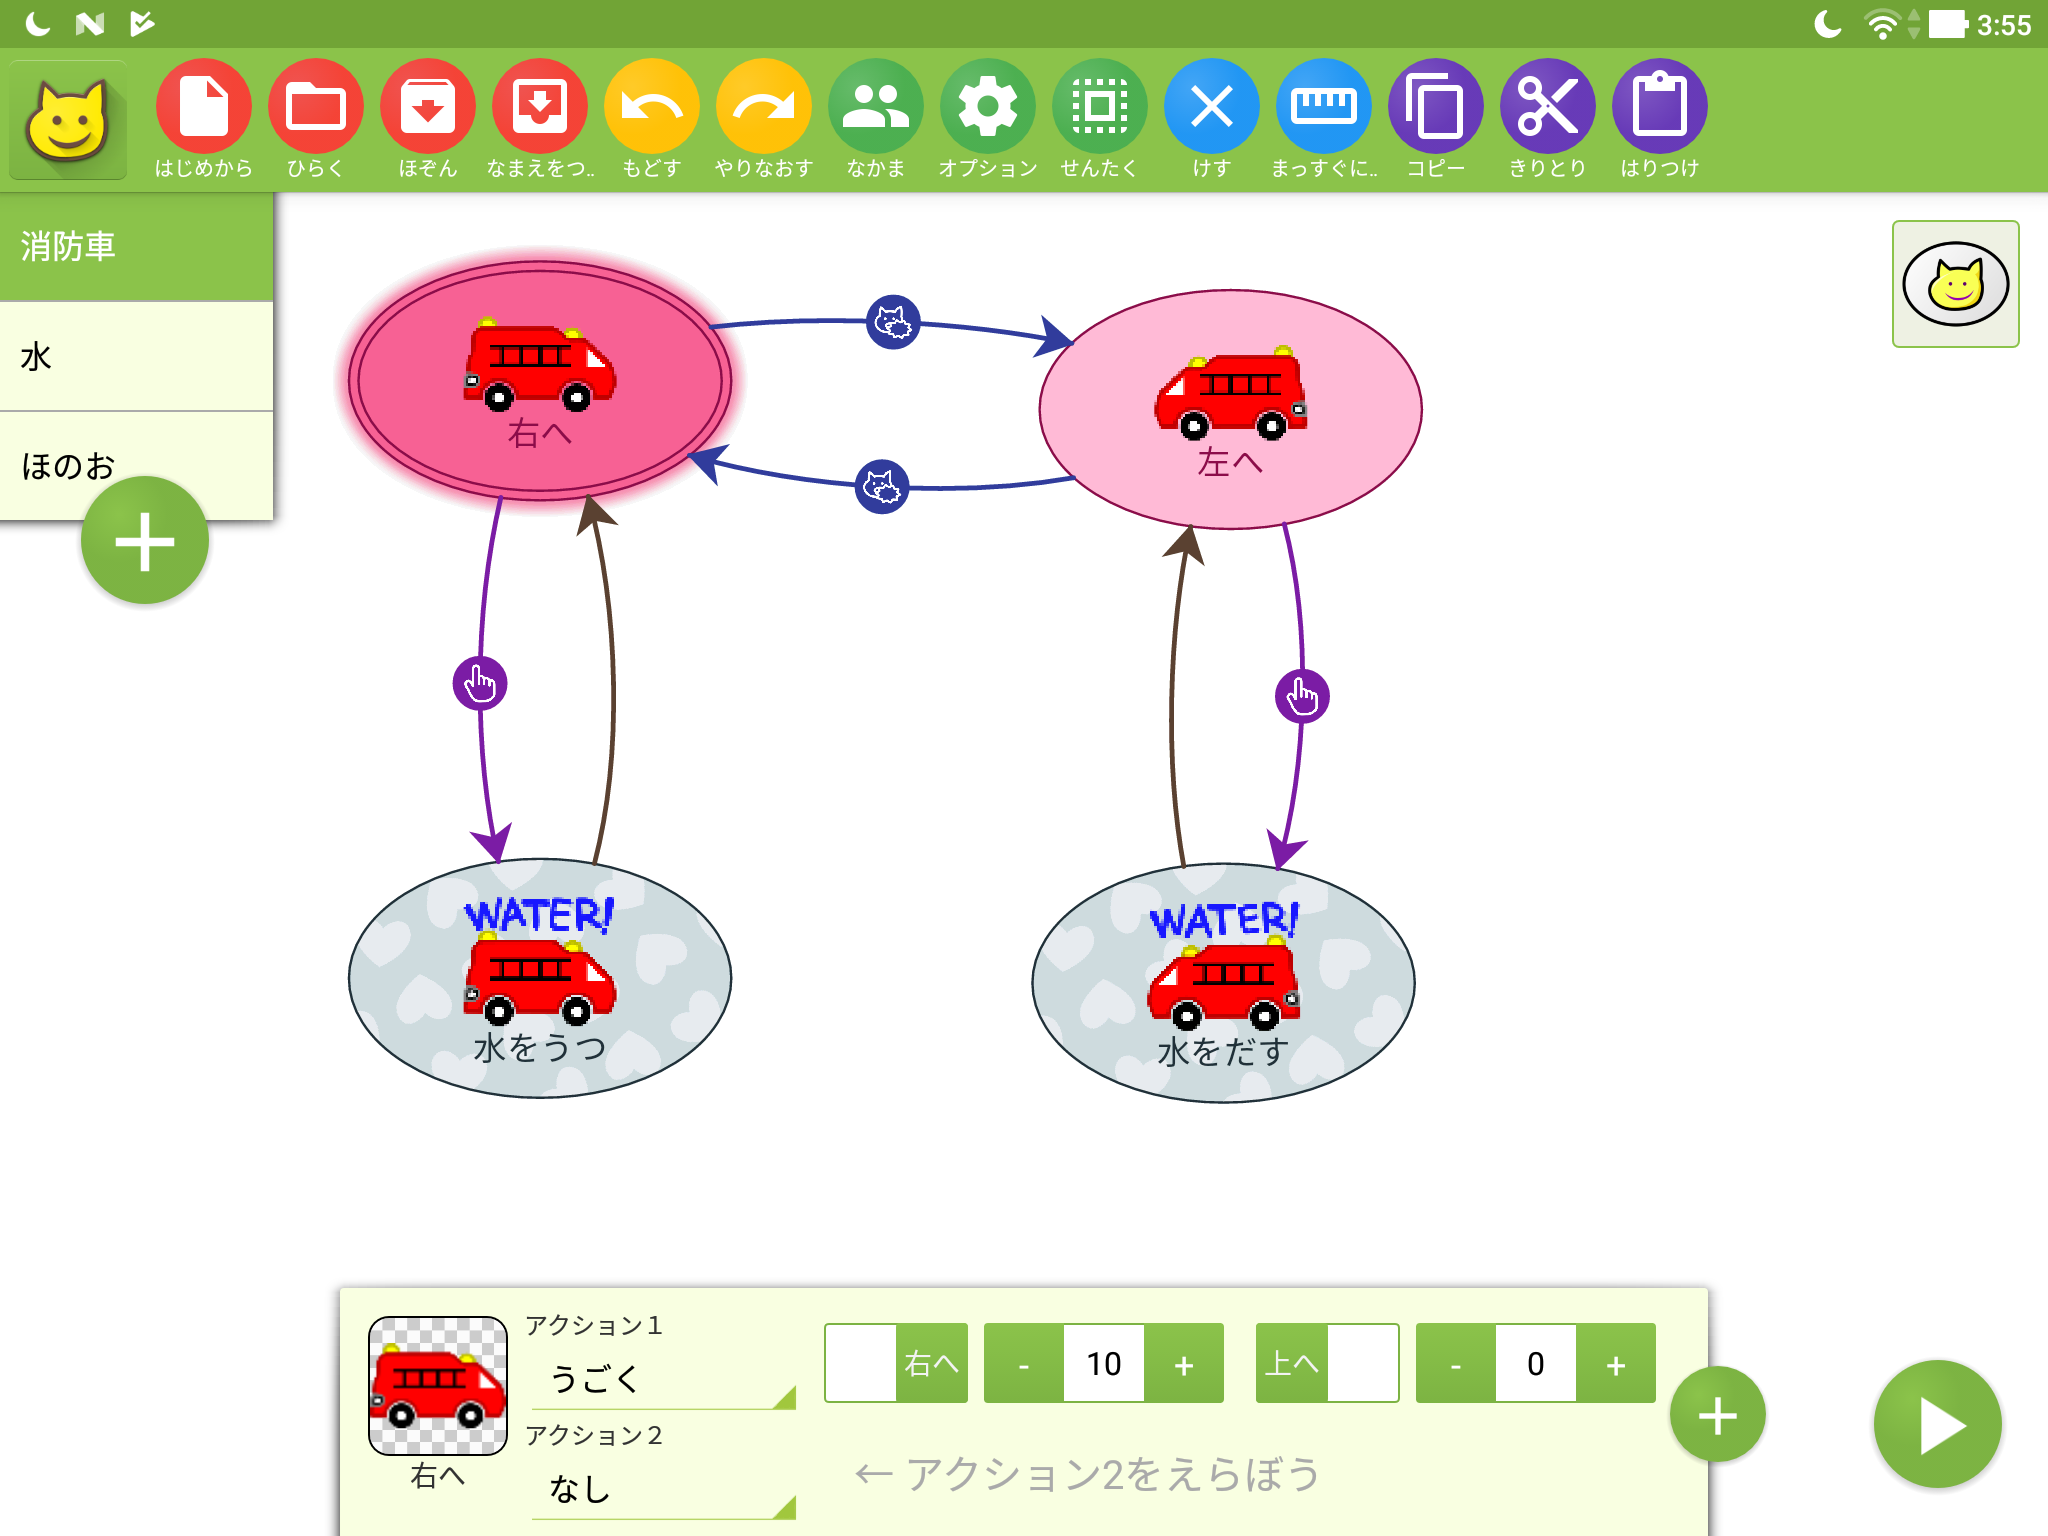 3:55
はじめから
ひらく
ほぞん
なまえをつ..
もどす
やりなおす
なかま
オプション
せんたく
けす
まっすぐに..
コピー
きりとり
はりつけ
消防車
水
ほのお
右へ
左へ
WATER!
水をうつ
WATER!
水をだす
アクション1
うごく
右へ
- 10 +
上へ
- 0 +
アクション2
なし
← アクション2をえらぼう
右へ